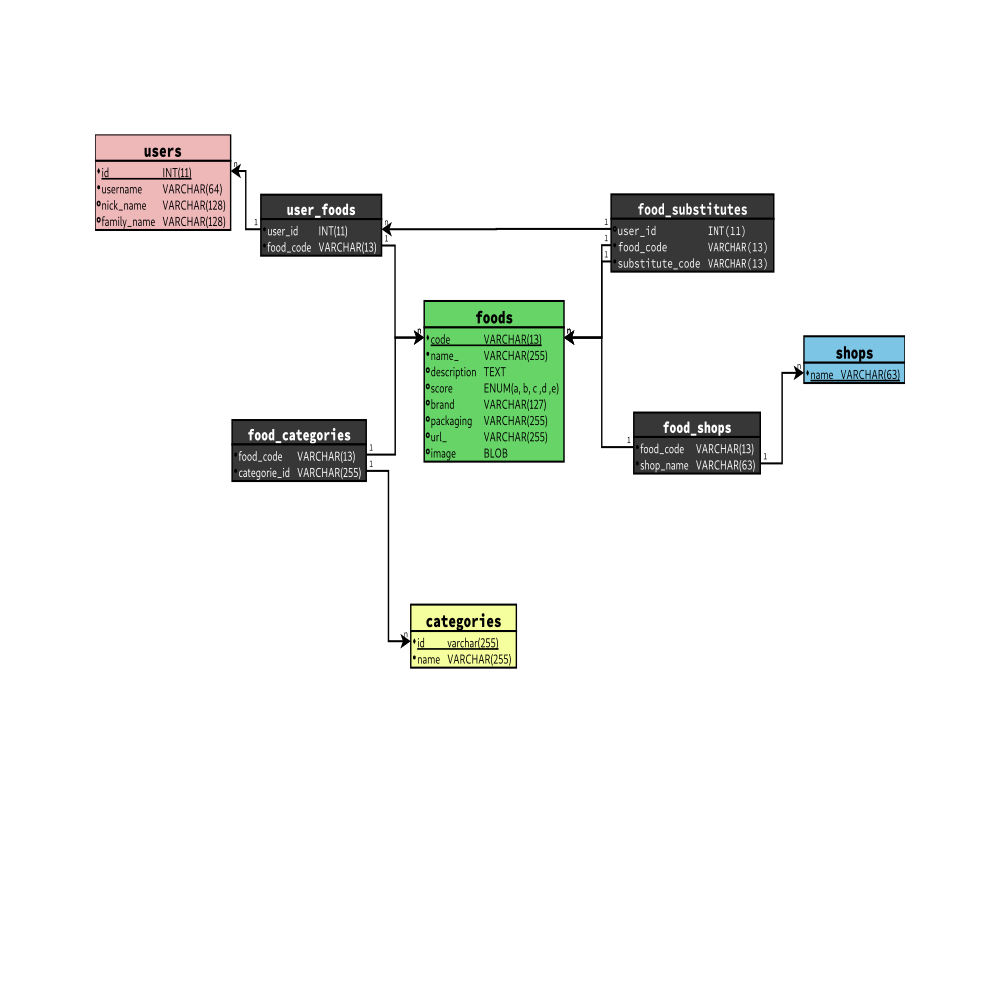 users
id INT(11)
username VARCHAR(64)
nick_name VARCHAR(128)
family_name VARCHAR(128)
n
1
user_foods
user_id INT(11)
food_code VARCHAR(13)
n
1
food_substitutes
user_id INT(11)
food_code VARCHAR(13)
substitute_code VARCHAR(13)
1
1
1
foods
code VARCHAR(13)
name_ VARCHAR(255)
description TEXT
score ENUM(a, b, c ,d ,e)
brand VARCHAR(127)
packaging VARCHAR(255)
url_ VARCHAR(255)
image BLOB
n
n
shops
name VARCHAR(63)
n
food_shops
food_code VARCHAR(13)
shop_name VARCHAR(63)
1
1
food_categories
food_code VARCHAR(13)
categorie_id VARCHAR(255)
1
1
categories
id varchar(255)
name VARCHAR(255)
n